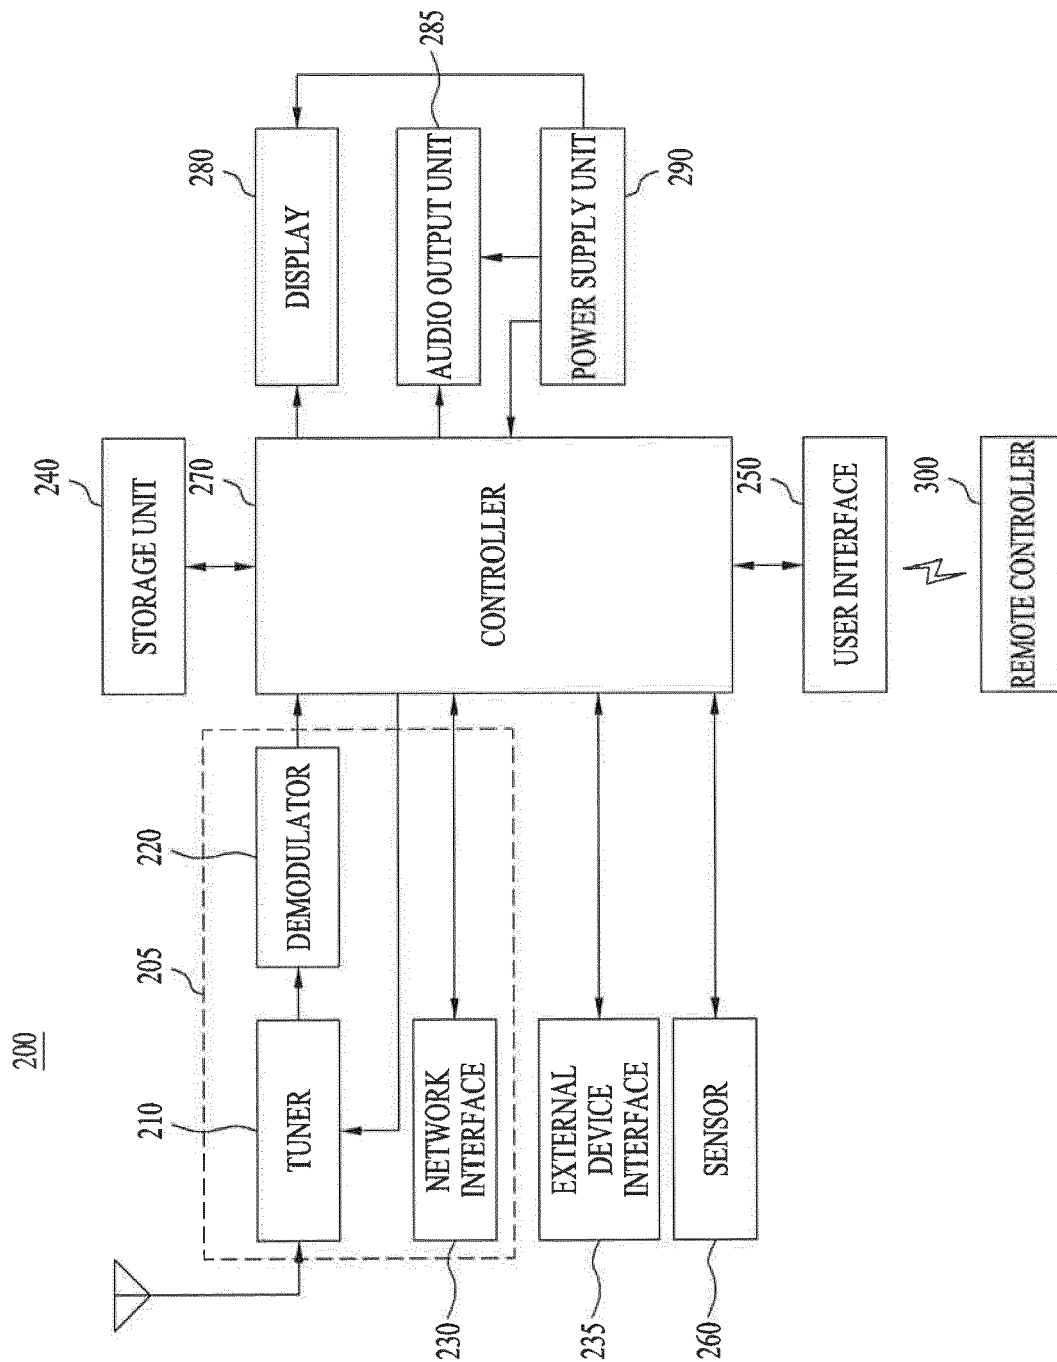 200
205
210
TUNER
220
DEMODULATOR
230
NETWORK
INTERFACE
235
EXTERNAL
DEVICE
INTERFACE
260
SENSOR
240
STORAGE UNIT
270
CONTROLLER
250
USER INTERFACE
300
REMOTE CONTROLLER
280
DISPLAY
285
AUDIO OUTPUT UNIT
290
POWER SUPPLY UNIT